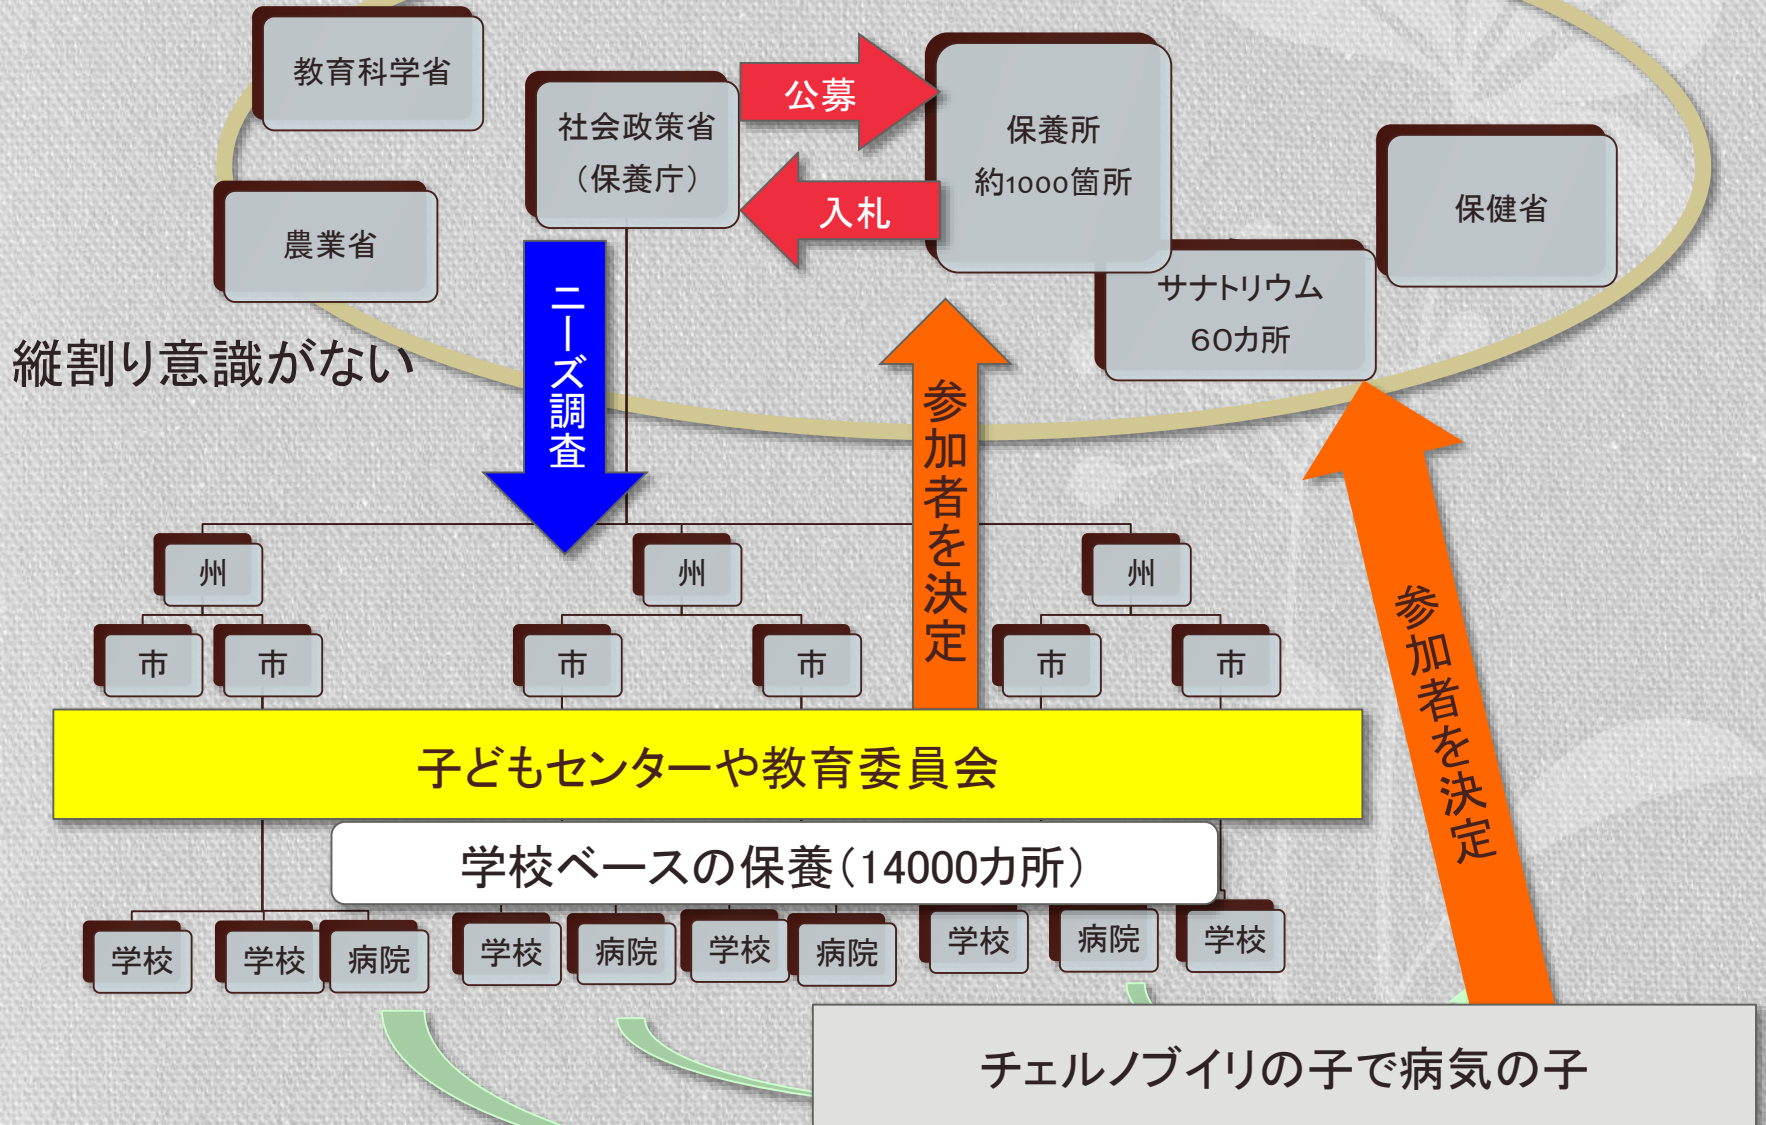 教育科学省
社会政策省
（保養庁）
公募
入札
保養所
約1000箇所
保健省
農業省
サナトリウム
60カ所
縦割り意識がない
ニーズ調査
参加者を決定
参加者を決定
州
州
州
市
市
市
市
市
市
子どもセンターや教育委員会
学校ベースの保養（14000カ所）
学校
学校
病院
学校
病院
学校
病院
学校
病院
学校
チェルノブイリの子で病気の子